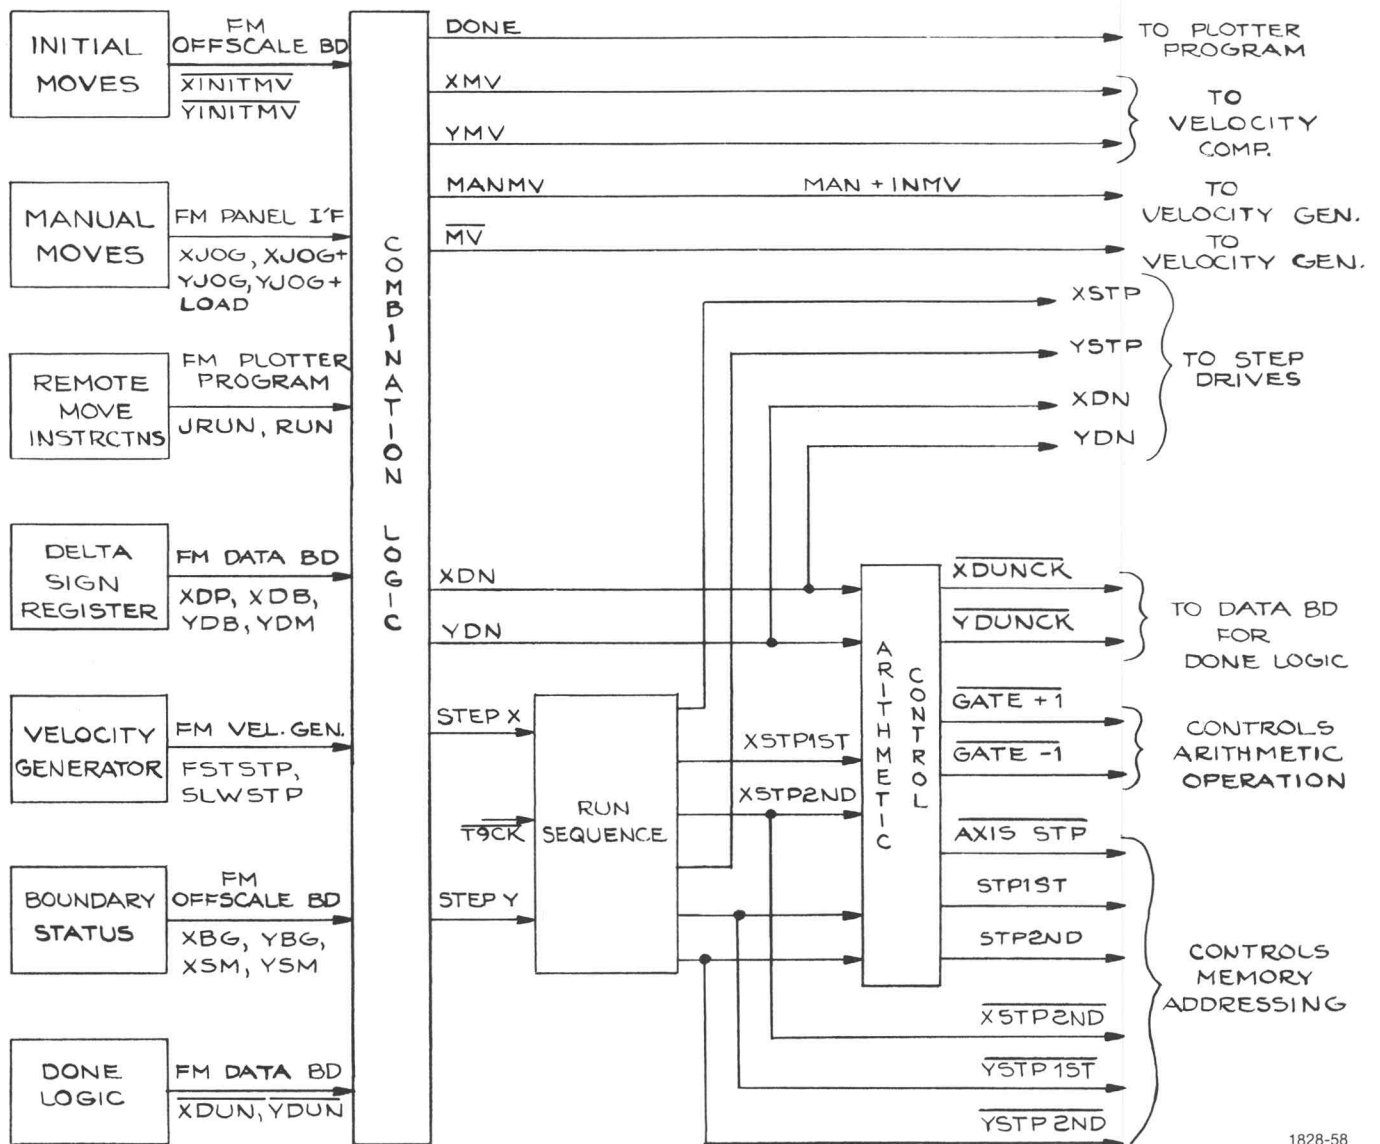 INITIAL
MOVES
FM
OFFSCALE BD
XINITMV
YINITMV
MANUAL
MOVES
FM PANEL I'F
XJOG, XJOG+
YJOG, YJOG+
LOAD
REMOTE
MOVE
INSTRCTNS
FM PLOTTER
PROGRAM
JRUN, RUN
DELTA
SIGN
REGISTER
FM DATA BD
XDP, XDB,
YDB, YDM
VELOCITY
GENERATOR
FM VEL. GEN.
FSTSTP,
SLWSTP
BOUNDARY
STATUS
FM
OFFSCALE BD
XBG, YBG,
XSM, YSM
DONE
LOGIC
FM DATA BD
XDUN, YDUN
COMBINATION LOGIC
DONE
TO PLOTTER
PROGRAM
XMV
YMV
TO
VELOCITY
COMP.
MANMV
MAN + INMV
TO
VELOCITY GEN.
MV
TO
VELOCITY GEN.
XSTP
YSTP
XDN
YDN
TO STEP
DRIVES
XDN
YDN
STEP X
T9CK
STEP Y
RUN
SEQUENCE
XSTP1ST
XSTP2ND
ARITHMETIC
CONTROL
XDUNCK
YDUNCK
TO DATA BD
FOR
DONE LOGIC
GATE +1
GATE -1
CONTROLS
ARITHMETIC
OPERATION
AXIS STP
STP1ST
STP2ND
XSTP2ND
YSTP1ST
YSTP2ND
CONTROLS
MEMORY
ADDRESSING
1828-58